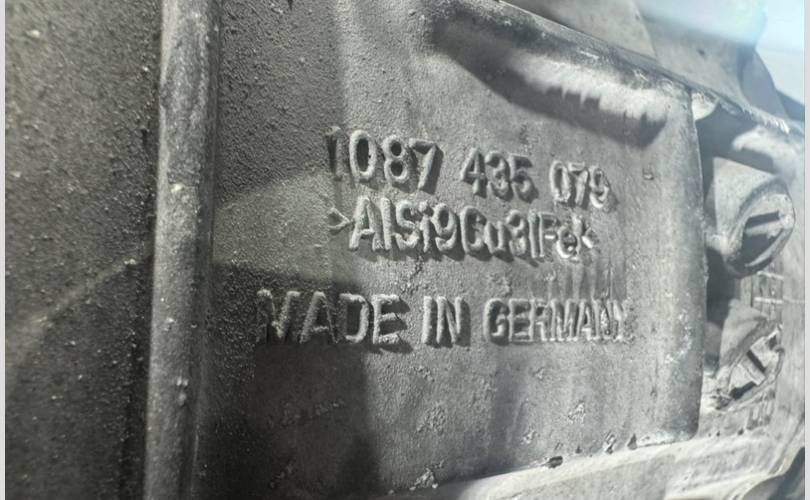 1087 435 079
>AlSi9Cu3(Fe)<
MADE IN GERMANY